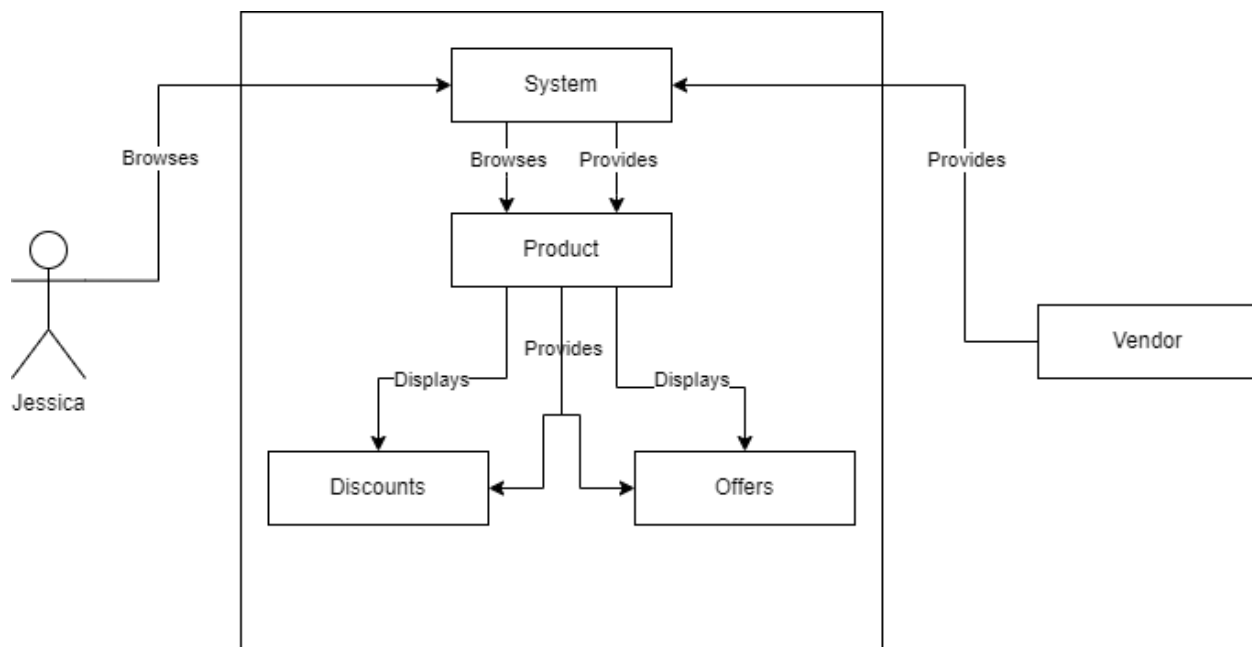 System
Browses
Browses
Provides
Provides
Product
Vendor
Provides
Displays
Displays
Jessica
Discounts
Offers